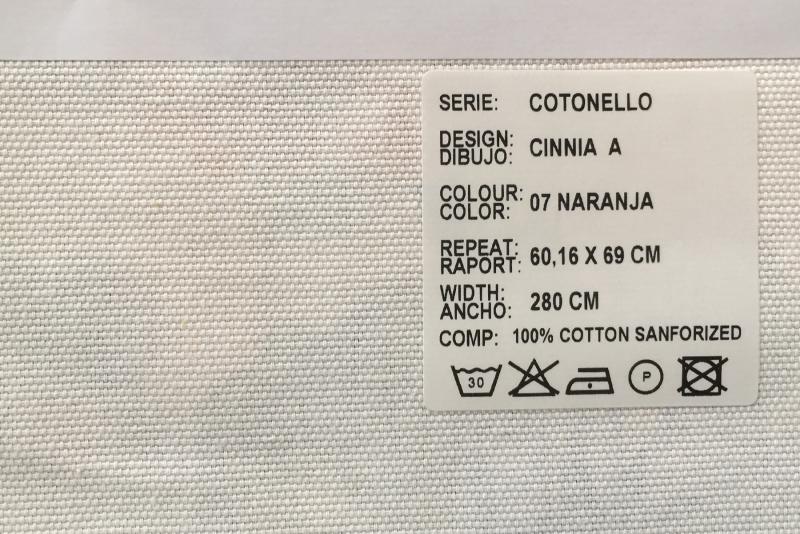 SERIE: COTONELLO
DESIGN:
DIBUJO: CINNIA A
COLOUR:
COLOR: 07 NARANJA
REPEAT:
RAPORT: 60,16 X 69 CM
WIDTH:
ANCHO: 280 CM
COMP: 100% COTTON SANFORIZED
30 P